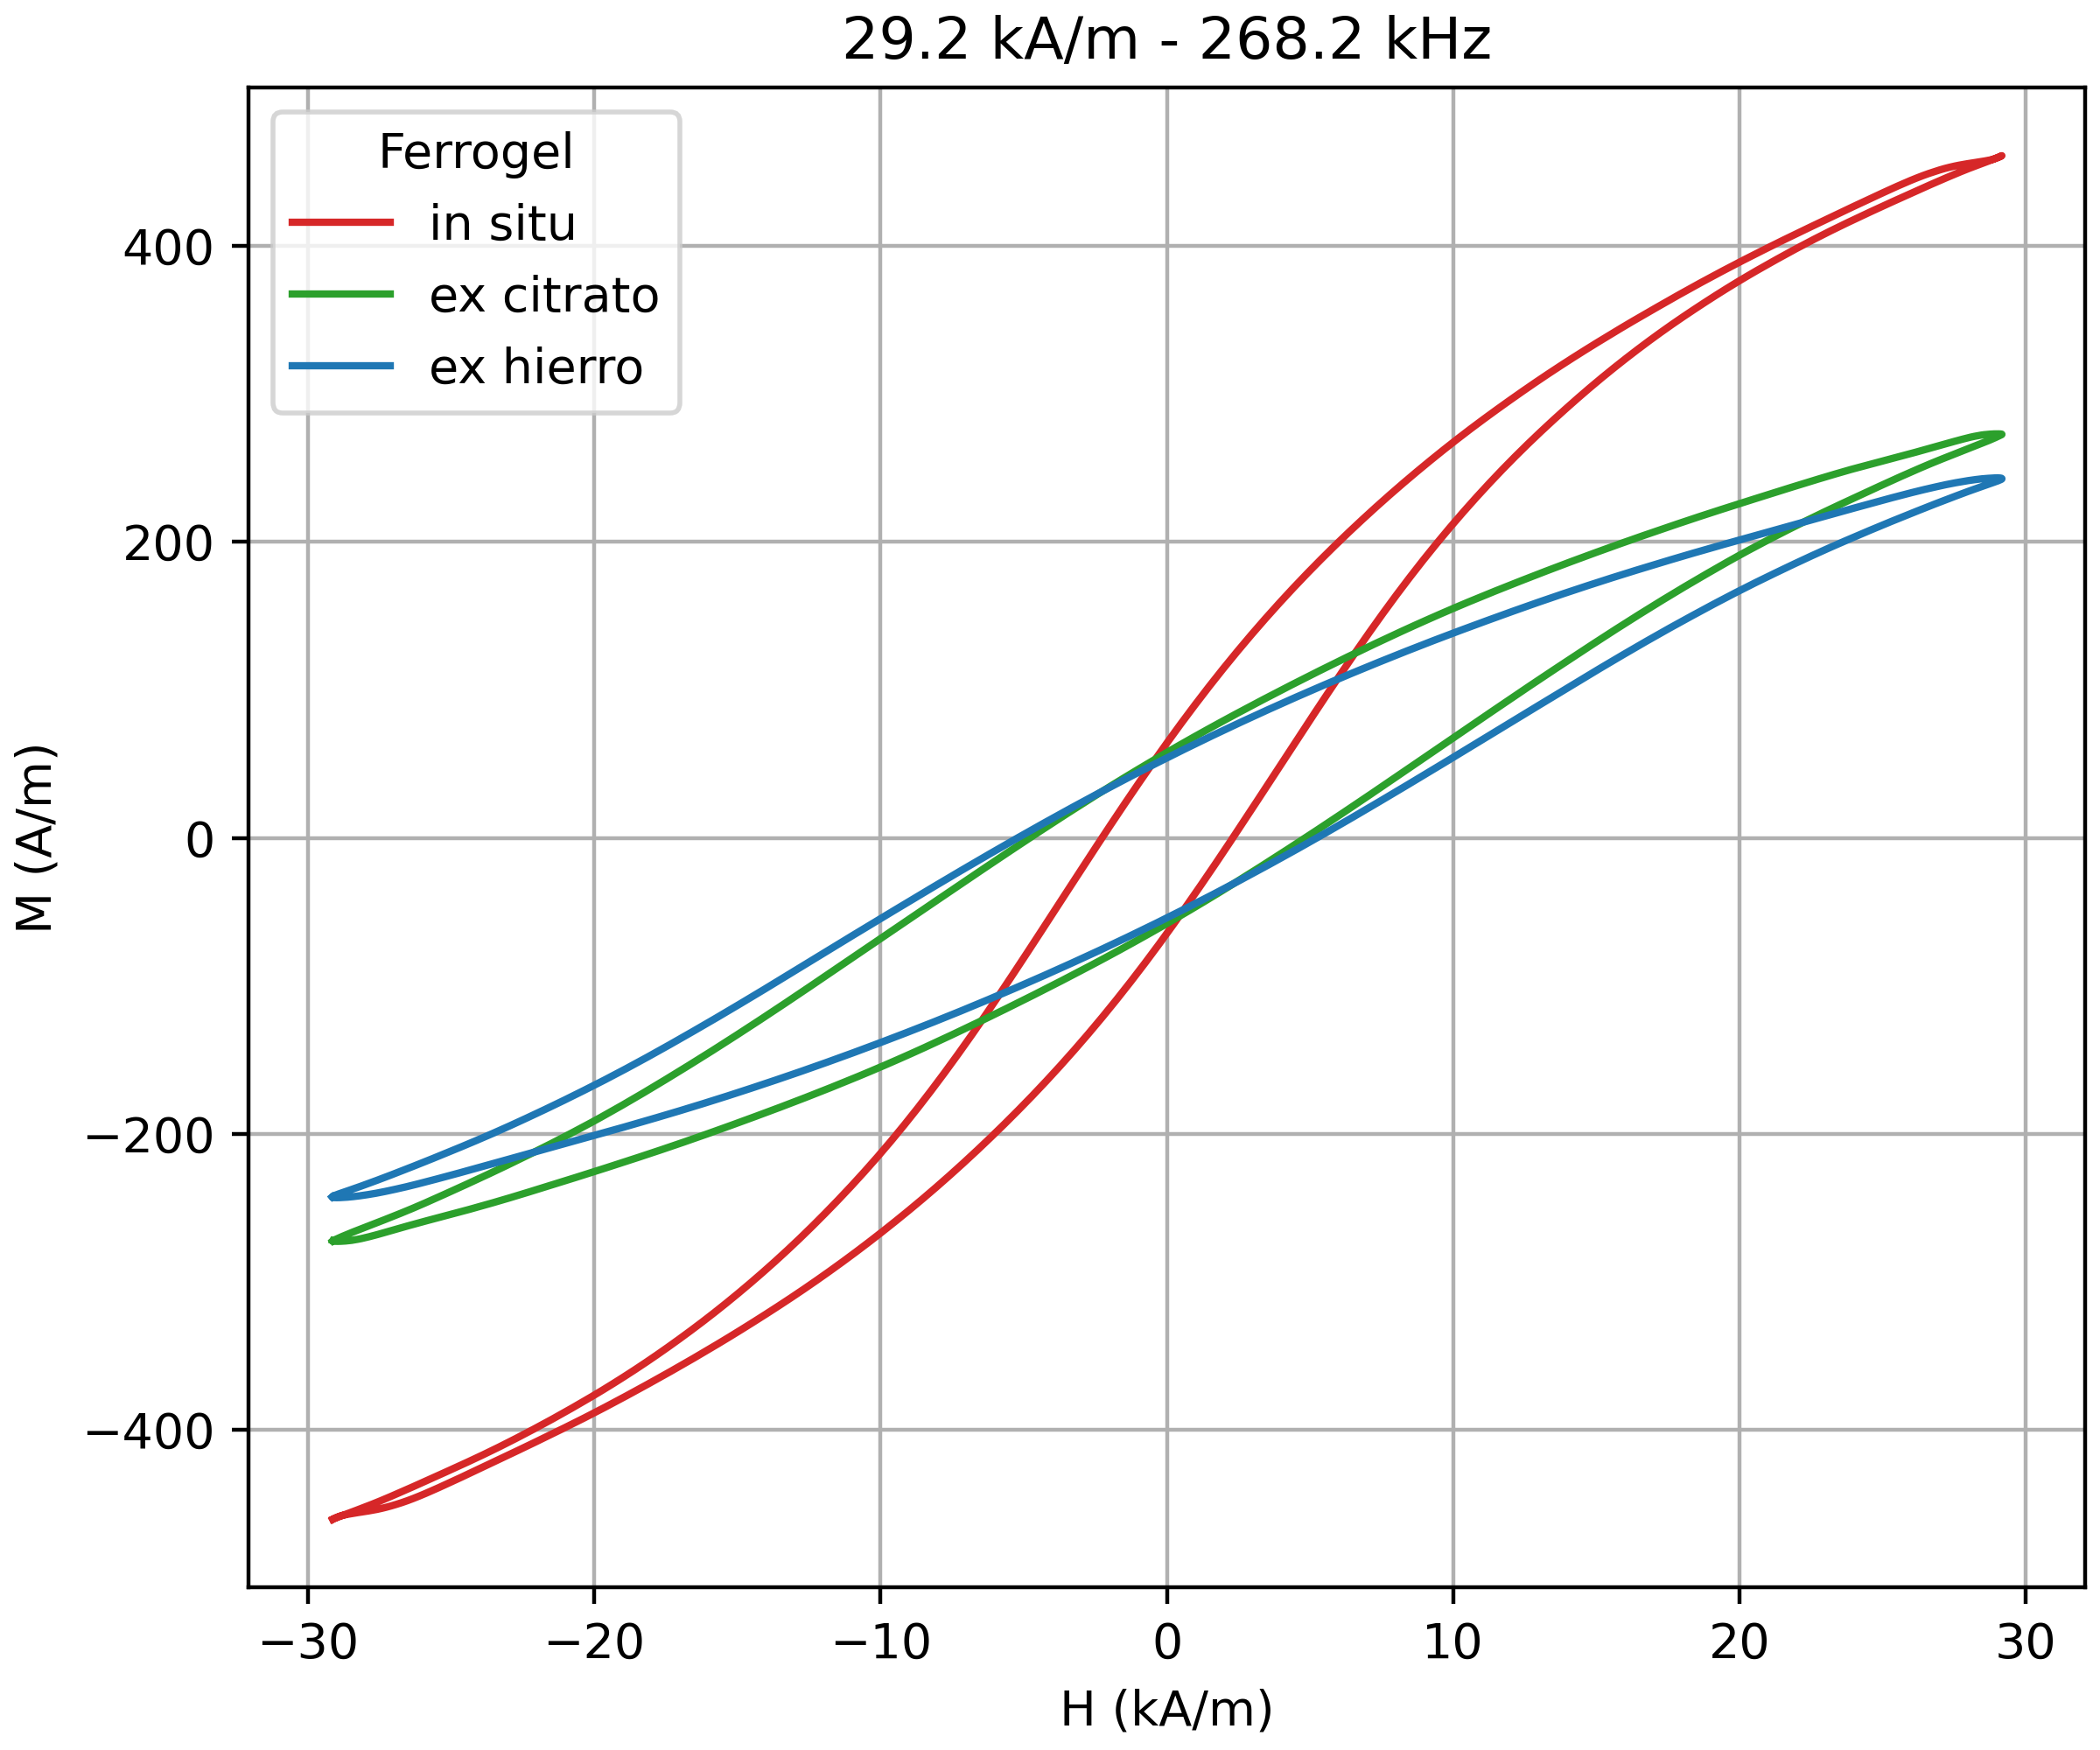 29.2 kA/m - 268.2 kHz
Ferrogel
in situ
ex citrato
ex hierro
M (A/m)
400
200
0
−200
−400
−30
−20
−10
0
10
20
30
H (kA/m)